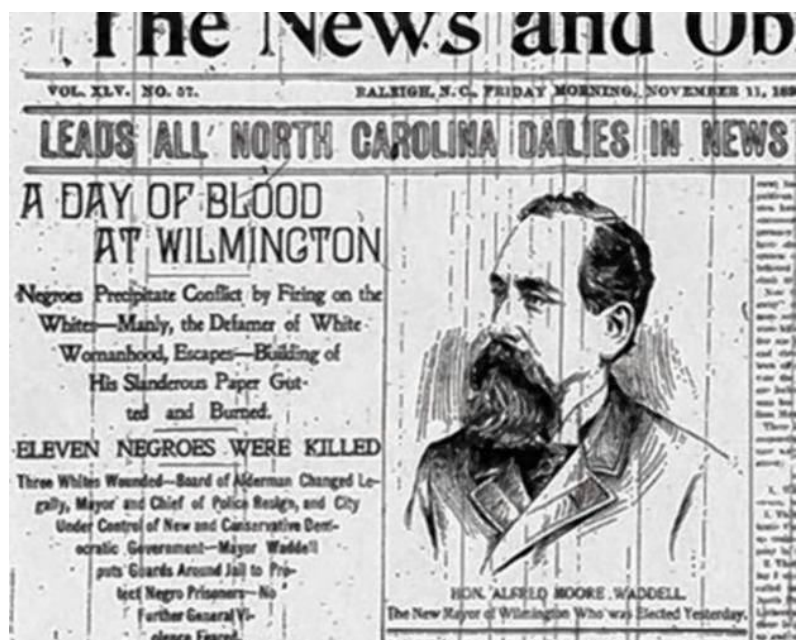 The News and Ob
VOL. XLV. NO. 57.
RALEIGH, N. C., FRIDAY MORNING, NOVEMBER 11, 189
LEADS ALL NORTH CAROLINA DAILIES IN NEWS
A DAY OF BLOOD
AT WILMINGTON
Negroes Precipitate Conflict by Firing on the
Whites—Manly, the Defamer of White
Womanhood, Escapes—Building of
His Slanderous Paper Gut-
ted and Burned.
ELEVEN NEGROES WERE KILLED
Three Whites Wounded—Board of Alderman Changed Le-
gally, Mayor and Chief of Police Resign, and City
Under Control of New and Conservative Dem-
ocratic Government—Mayor Waddell
puts Guards Around Jail to Pro-
tect Negro Prisoners—No
Further General Vi-
olence Feared.
HON. ALFRED MOORE WADDELL.
The New Mayor of Wilmington Who was Elected Yesterday.